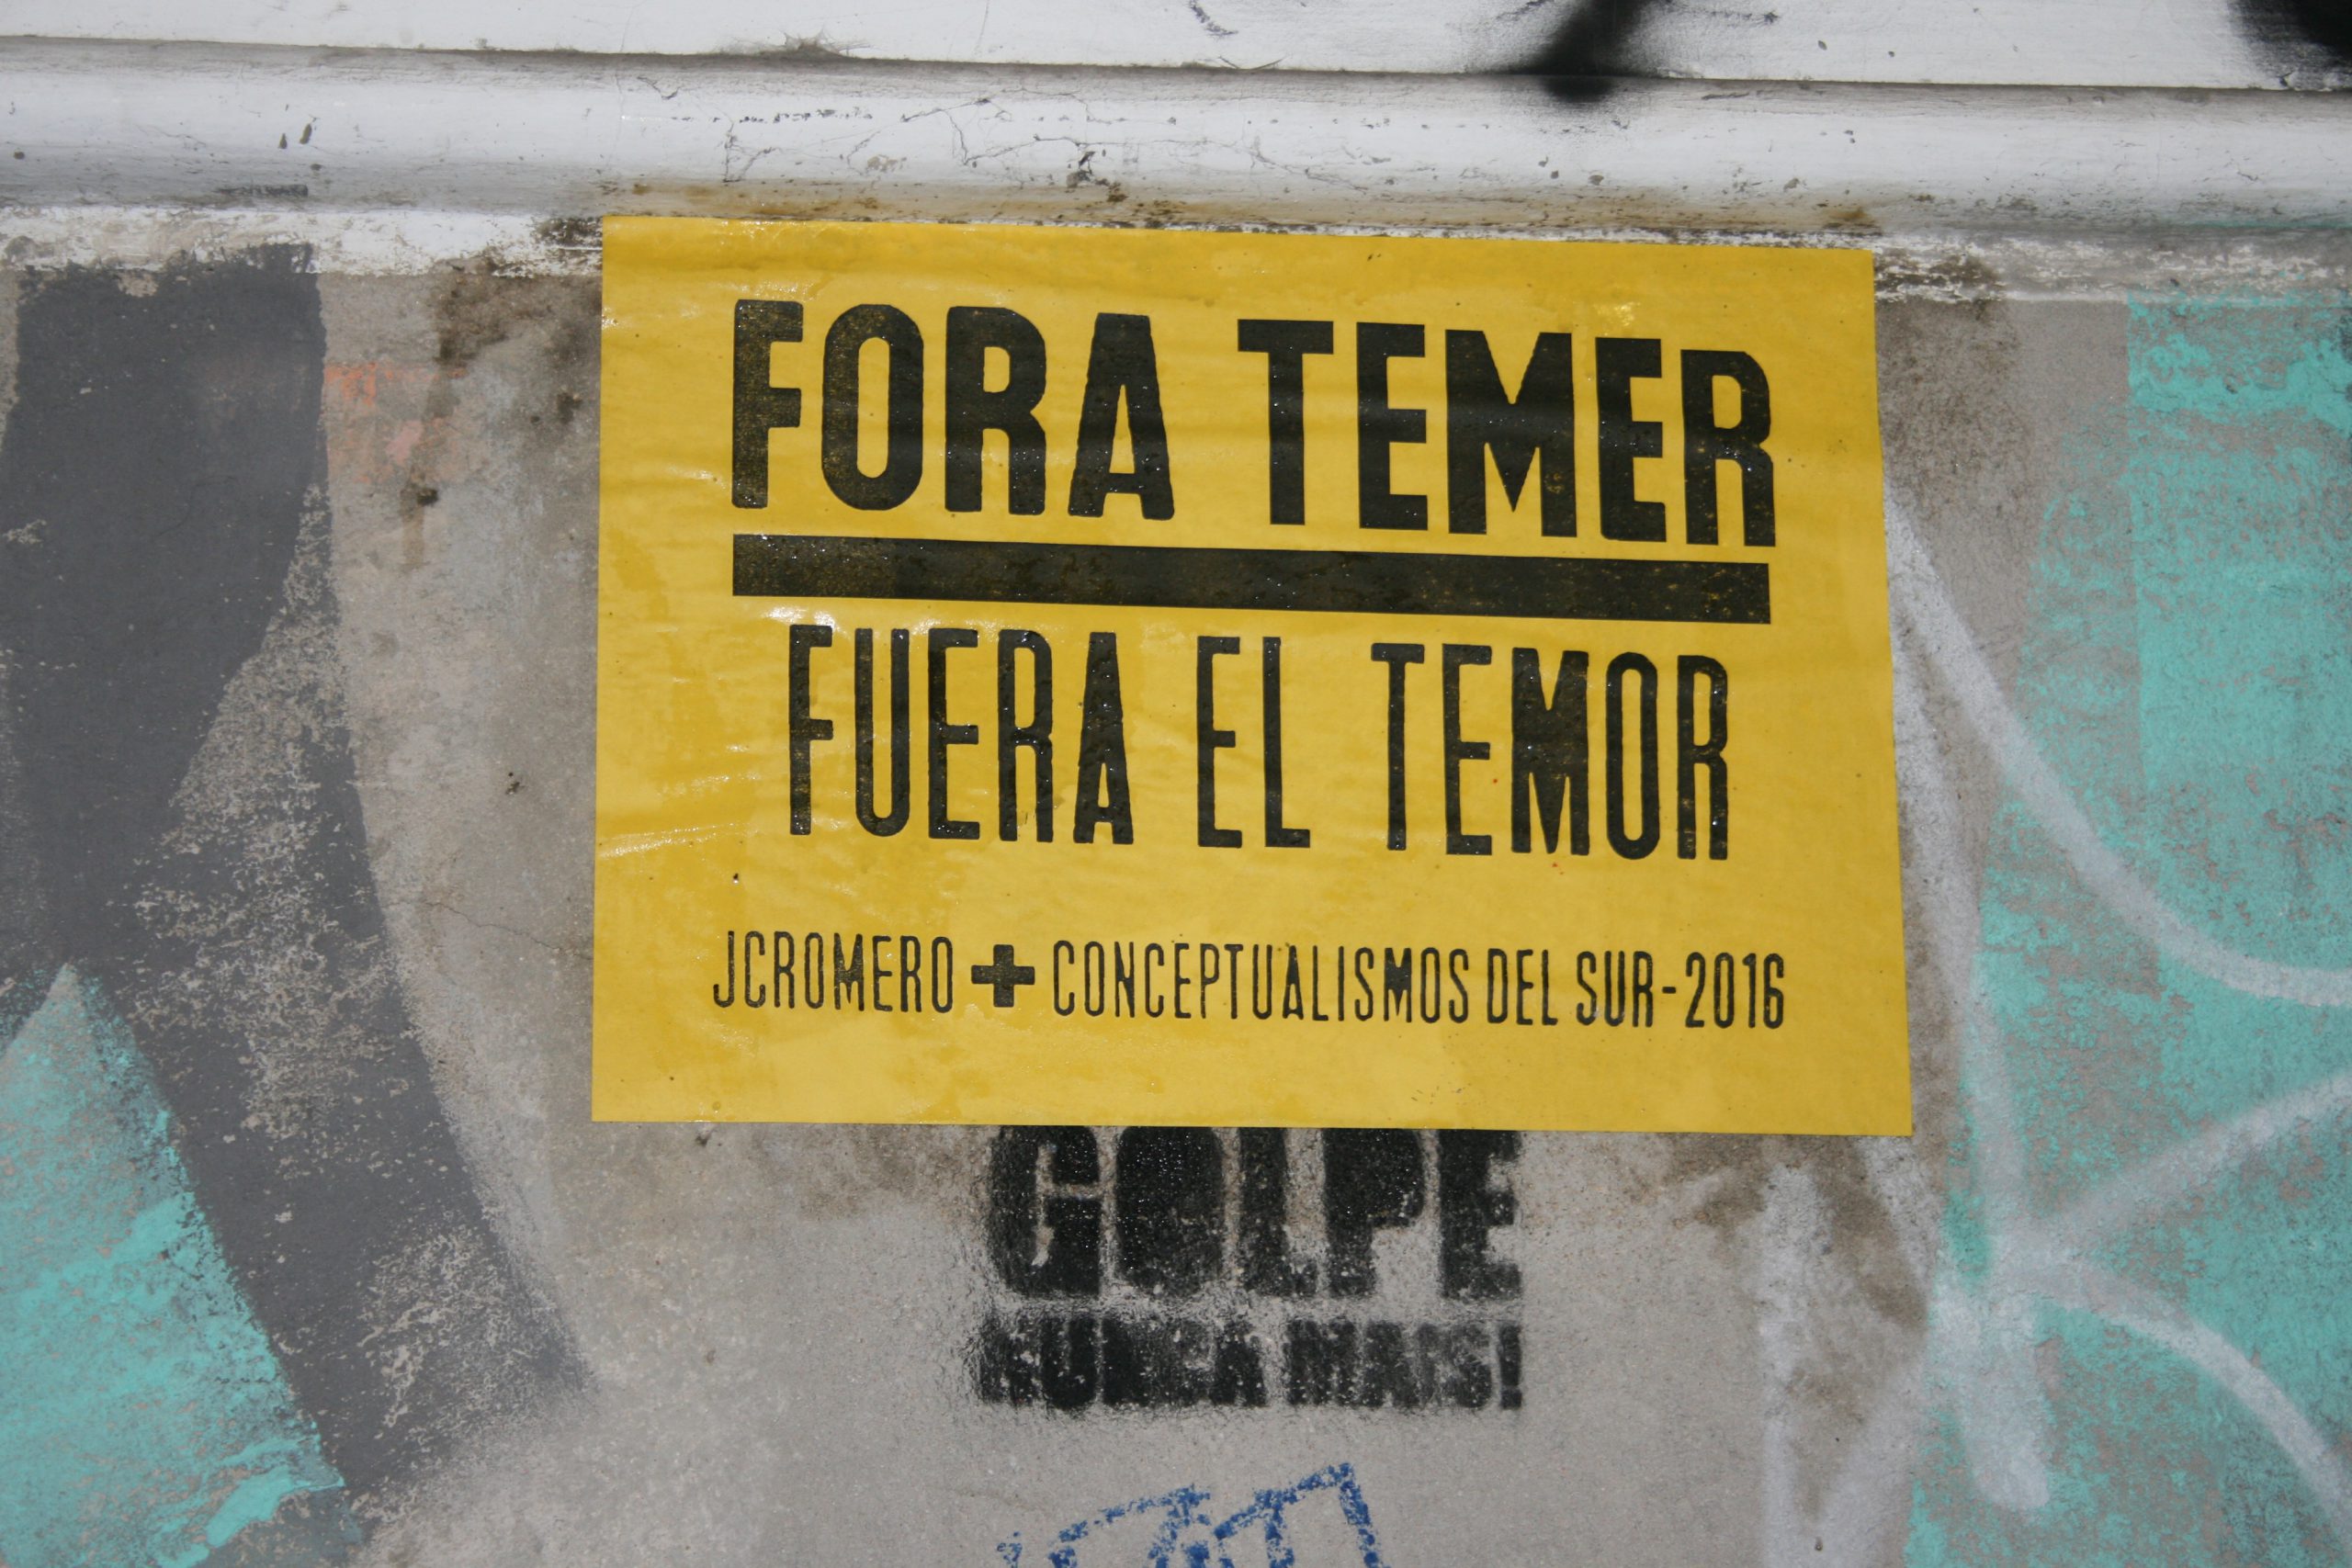 FORA TEMER
FUERA EL TEMOR
JCROMERO + CONCEPTUALISMOS DEL SUR-2016
GOLPE
NUNCA MAIS!